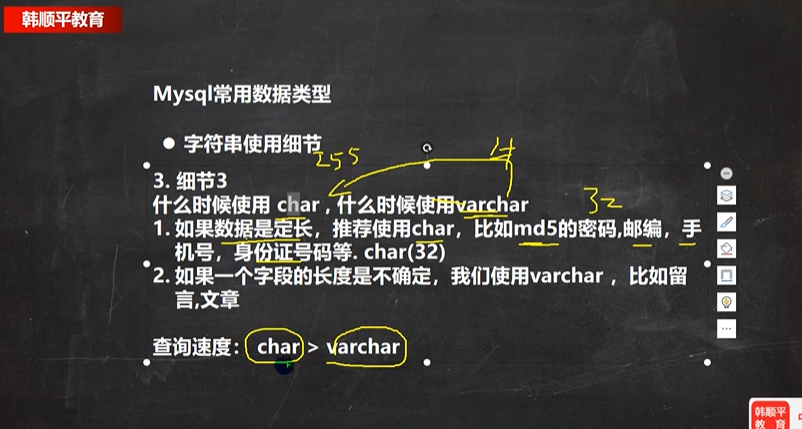 韩顺平教育
Mysql常用数据类型
● 字符串使用细节
255
3. 细节3
什么时候使用 char , 什么时候使用varchar
32
1. 如果数据是定长，推荐使用char，比如md5的密码,邮编，手
机号，身份证号码等. char(32)
2. 如果一个字段的长度是不确定，我们使用varchar ，比如留
言,文章
查询速度： char > varchar
韩顺平
教 育